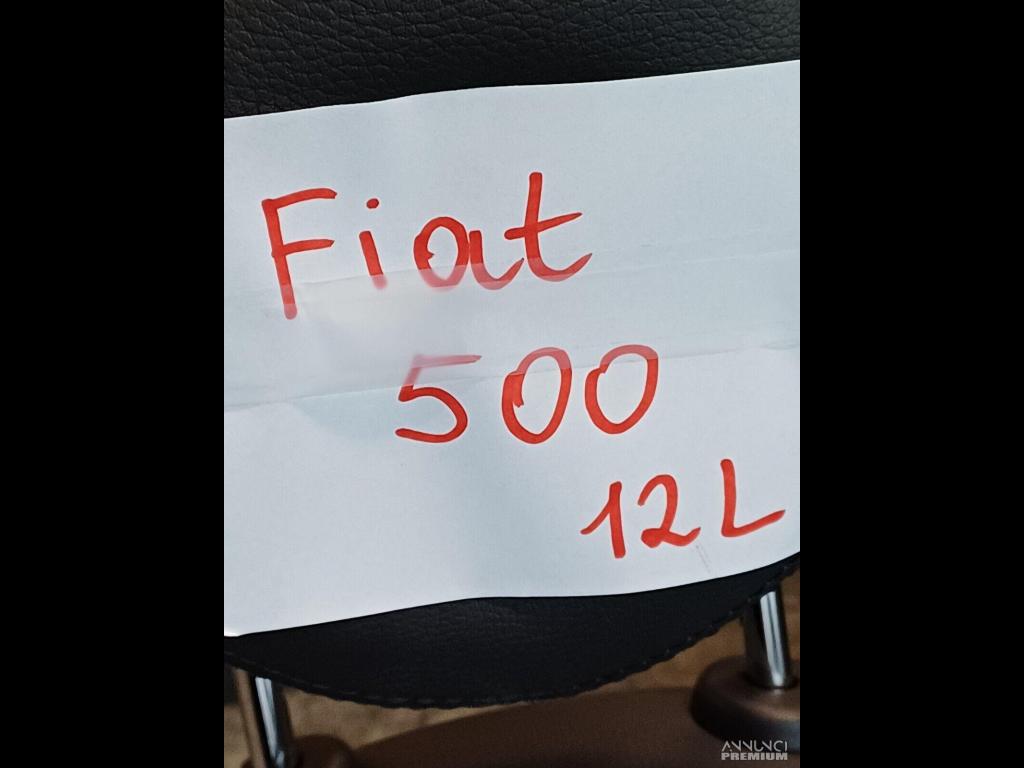 Fiat
500
12L
ANNUNCI
PREMIUM